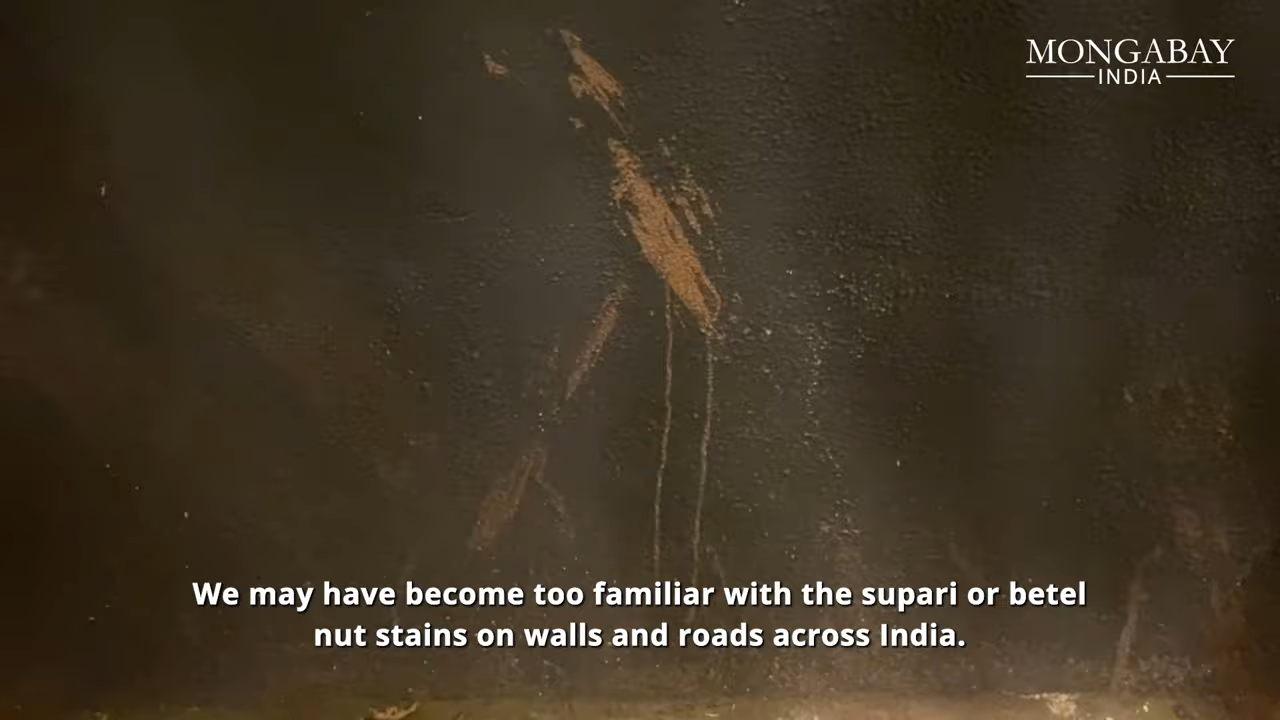 MONGABAY
INDIA
We may have become too familiar with the supari or betel
nut stains on walls and roads across India.